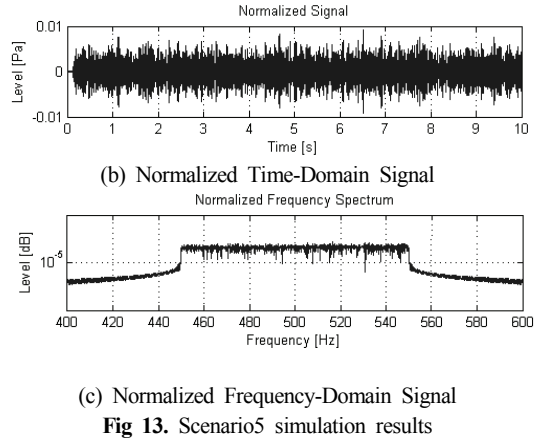 Normalized Signal
0.01
0
-0.01
Level [Pa]
0 1 2 3 4 5 6 7 8 9 10
Time [s]
(b) Normalized Time-Domain Signal
Normalized Frequency Spectrum
10^-5
Level [dB]
400 420 440 460 480 500 520 540 560 580 600
Frequency [Hz]
(c) Normalized Frequency-Domain Signal
Fig 13. Scenario5 simulation results